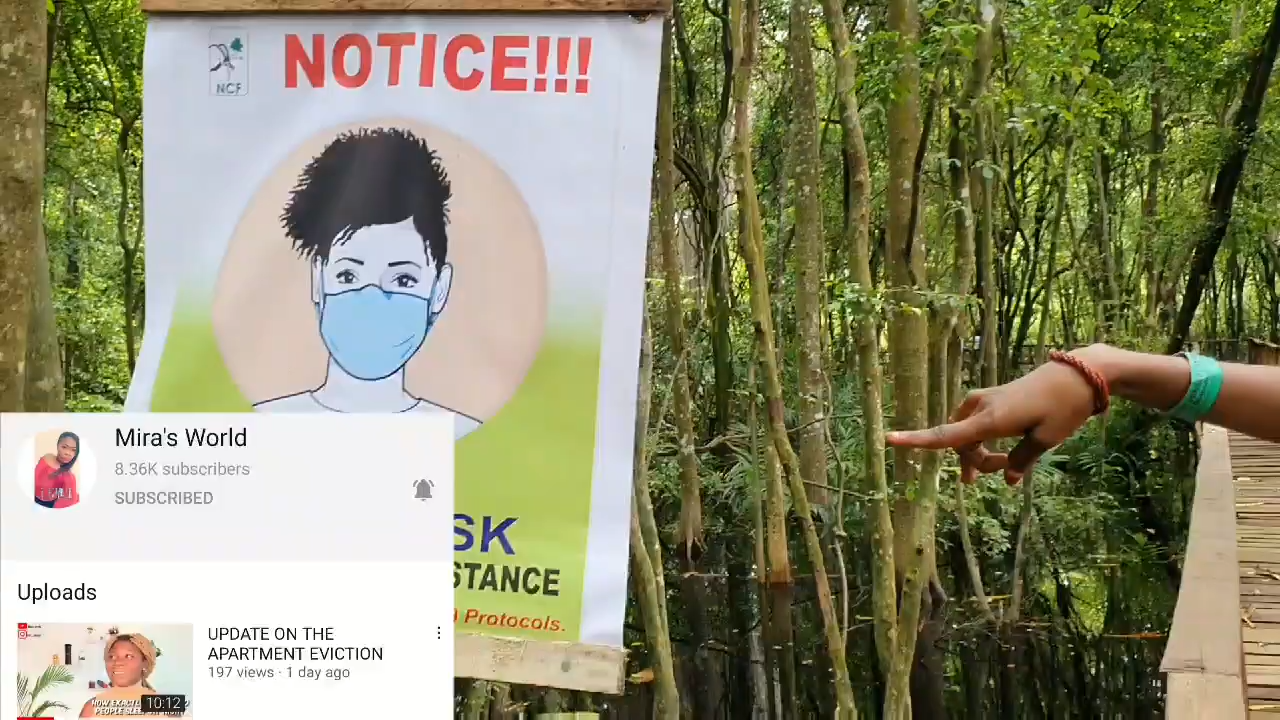 NOTICE!!!
NCF
SK
STANCE
Protocols.
Mira's World
8.36K subscribers
SUBSCRIBED
Uploads
UPDATE ON THE
APARTMENT EVICTION
197 views · 1 day ago
10:12